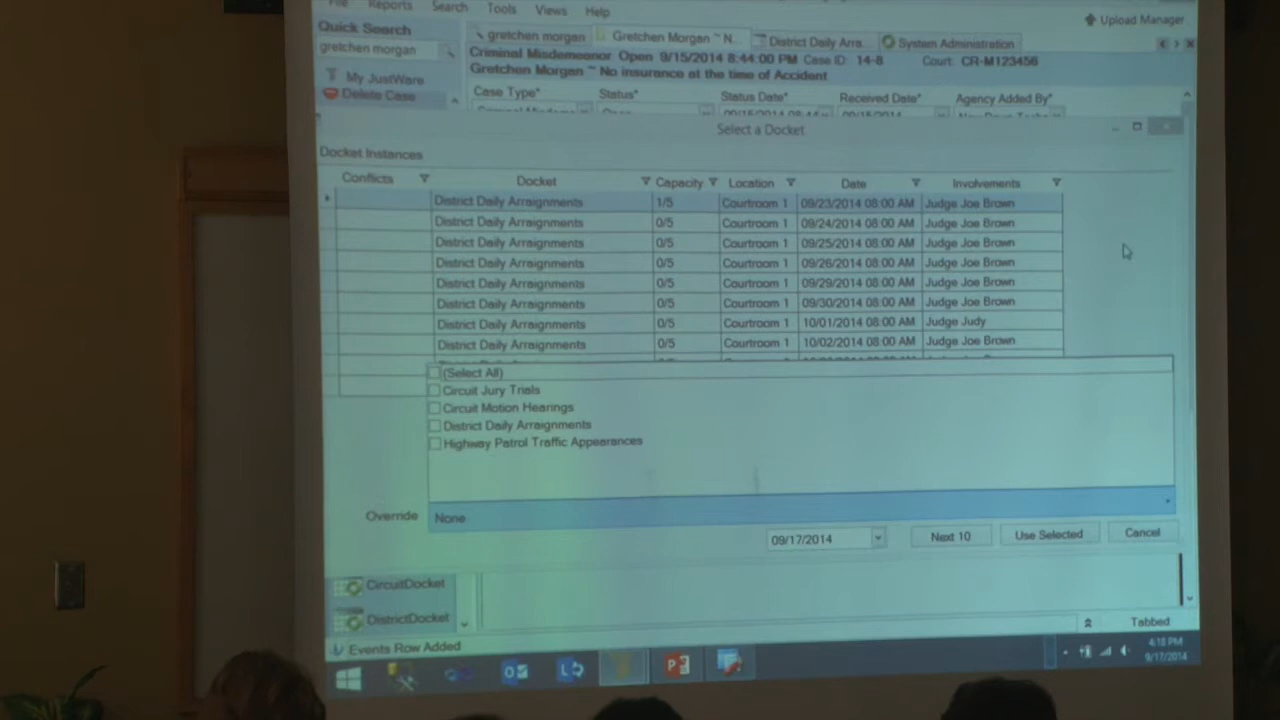 File Reports Search Tools Views Help
Upload Manager
Quick Search
gretchen morgan
gretchen morgan Gretchen Morgan ~ N... District Daily Arra... System Administration
Criminal Misdemeanor Open 9/15/2014 8:44:00 PM Case ID: 14-8 Court: CR-M123456
Gretchen Morgan ~ No insurance at the time of Accident
My JustWare
Delete Case
Case Type* Status* Status Date* Received Date* Agency Added By*
Select a Docket
Docket Instances
Conflicts Docket Capacity Location Date Involvements
District Daily Arraignments 1/5 Courtroom 1 09/23/2014 08:00 AM Judge Joe Brown
District Daily Arraignments 0/5 Courtroom 1 09/24/2014 08:00 AM Judge Joe Brown
District Daily Arraignments 0/5 Courtroom 1 09/25/2014 08:00 AM Judge Joe Brown
District Daily Arraignments 0/5 Courtroom 1 09/26/2014 08:00 AM Judge Joe Brown
District Daily Arraignments 0/5 Courtroom 1 09/29/2014 08:00 AM Judge Joe Brown
District Daily Arraignments 0/5 Courtroom 1 09/30/2014 08:00 AM Judge Joe Brown
District Daily Arraignments 0/5 Courtroom 1 10/01/2014 08:00 AM Judge Judy
District Daily Arraignments 0/5 Courtroom 1 10/02/2014 08:00 AM Judge Joe Brown
(Select All)
Circuit Jury Trials
Circuit Motion Hearings
District Daily Arraignments
Highway Patrol Traffic Appearances
Override None
09/17/2014 Next 10 Use Selected Cancel
CircuitDocket
DistrictDocket
Tabbed
Events Row Added
4:18 PM
9/17/2014